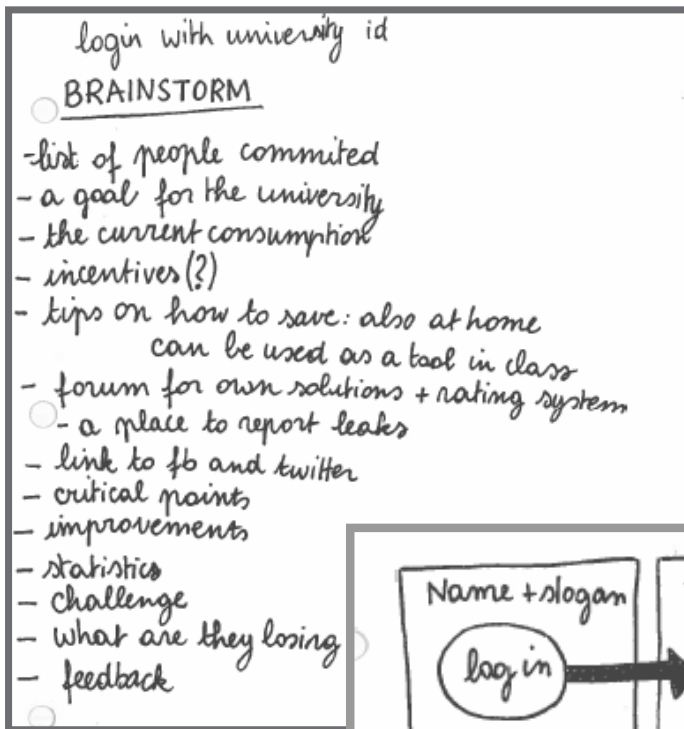 login with university id
BRAINSTORM
-list of people commited
- a goal for the university
- the current consumption
- incentives (?)
- tips on how to save: also at home
can be used as a tool in class
- forum for own solutions + rating system
- a place to report leaks
- link to fb and twitter
- critical points
- improvements
- statistics
- challenge
- what are they losing
- feedback
Name + slogan
log in